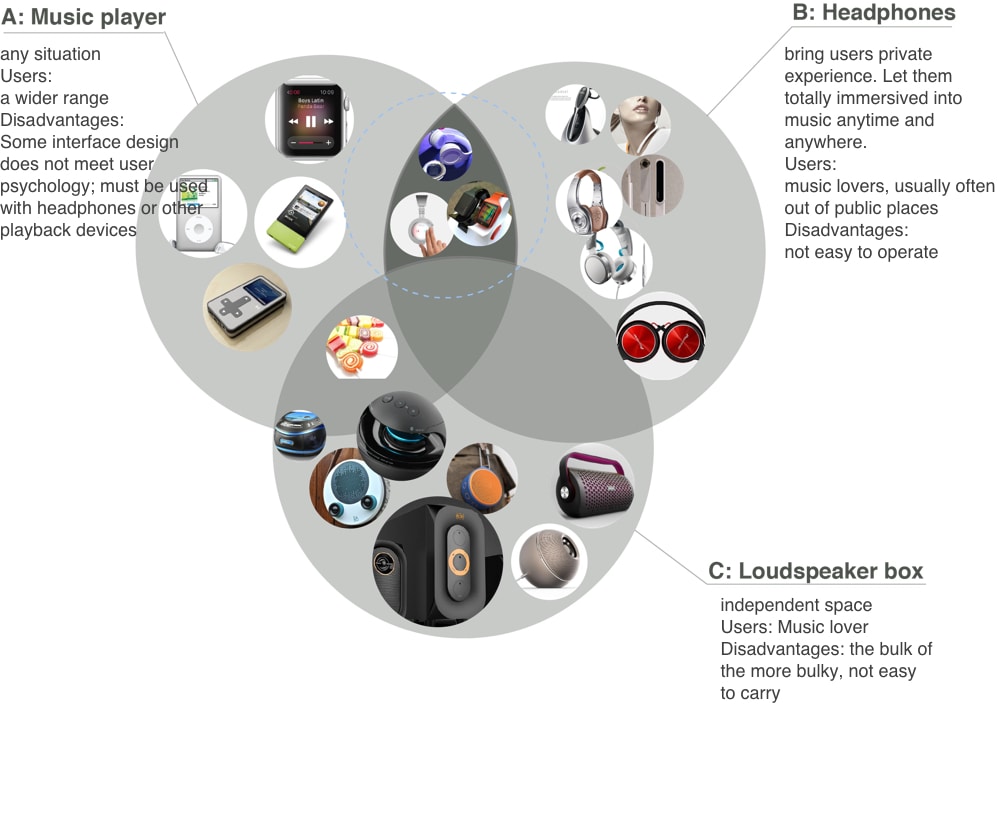 A: Music player
any situation
Users:
a wider range
Disadvantages:
Some interface design
does not meet user
psychology; must be used
with headphones or other
playback devices
B: Headphones
bring users private
experience. Let them
totally immersived into
music anytime and
anywhere.
Users:
music lovers, usually often
out of public places
Disadvantages:
not easy to operate
10:09
Boys Latin
Panda Bear
C: Loudspeaker box
independent space
Users: Music lover
Disadvantages: the bulk of
the more bulky, not easy
to carry